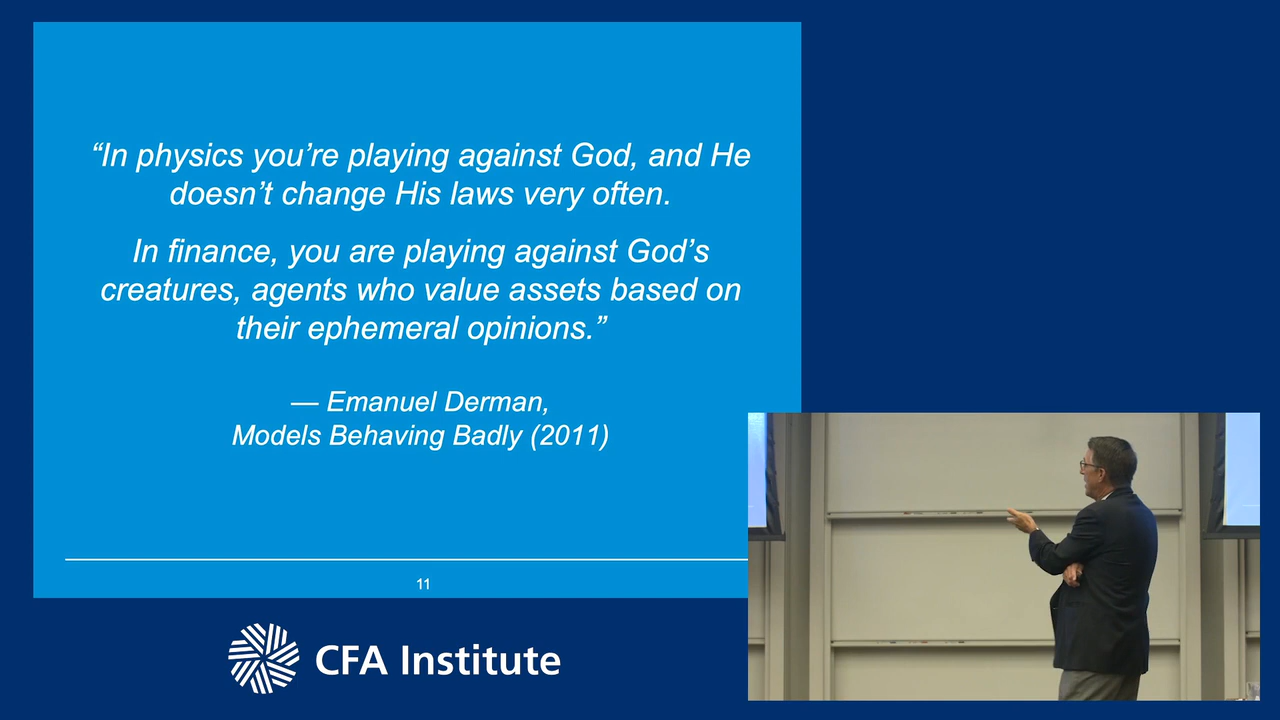 “In physics you’re playing against God, and He
doesn’t change His laws very often.
In finance, you are playing against God’s
creatures, agents who value assets based on
their ephemeral opinions.”
— Emanuel Derman,
Models Behaving Badly (2011)
11
CFA Institute